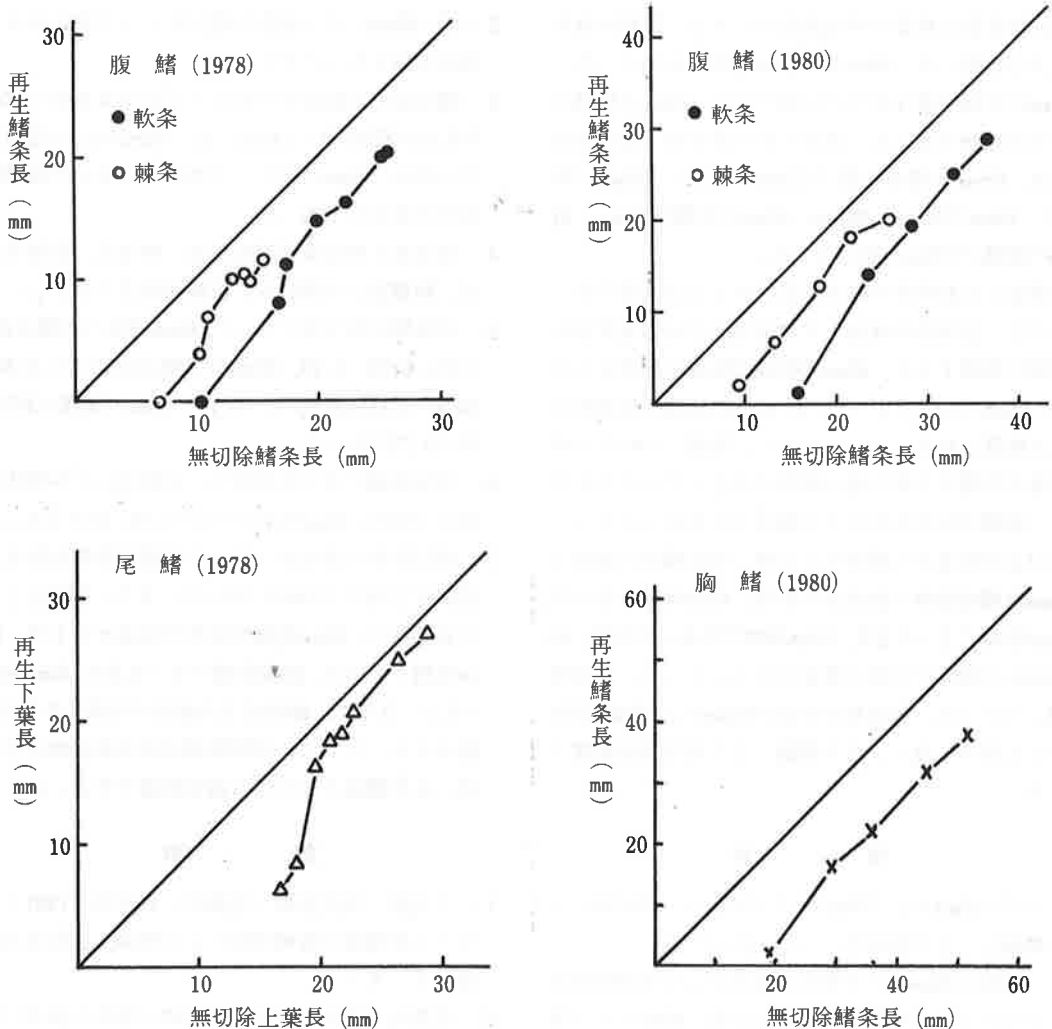 腹 鰭 (1978)
● 軟条
○ 棘条
再生鰭条長 (mm)
30
20
10
10 20 30
無切除鰭条長 (mm)
腹 鰭 (1980)
● 軟条
○ 棘条
再生鰭条長 (mm)
40
30
20
10
10 20 30 40
無切除鰭条長 (mm)
尾 鰭 (1978)
再生下葉長 (mm)
30
20
10
10 20 30
無切除上葉長 (mm)
胸 鰭 (1980)
再生鰭条長 (mm)
60
40
20
20 40 60
無切除鰭条長 (mm)